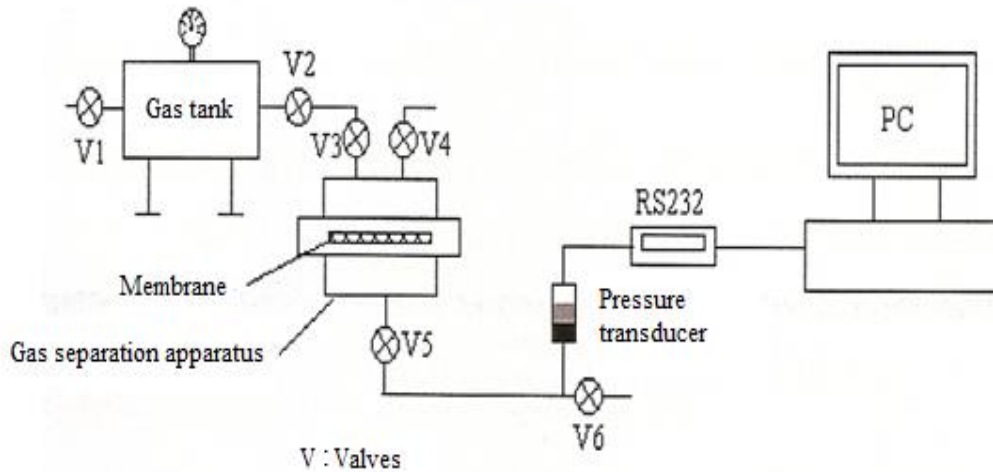 V2
Gas tank
PC
V1
V3
V4
RS232
Membrane
Pressure
transducer
Gas separation apparatus
V5
V6
V : Valves